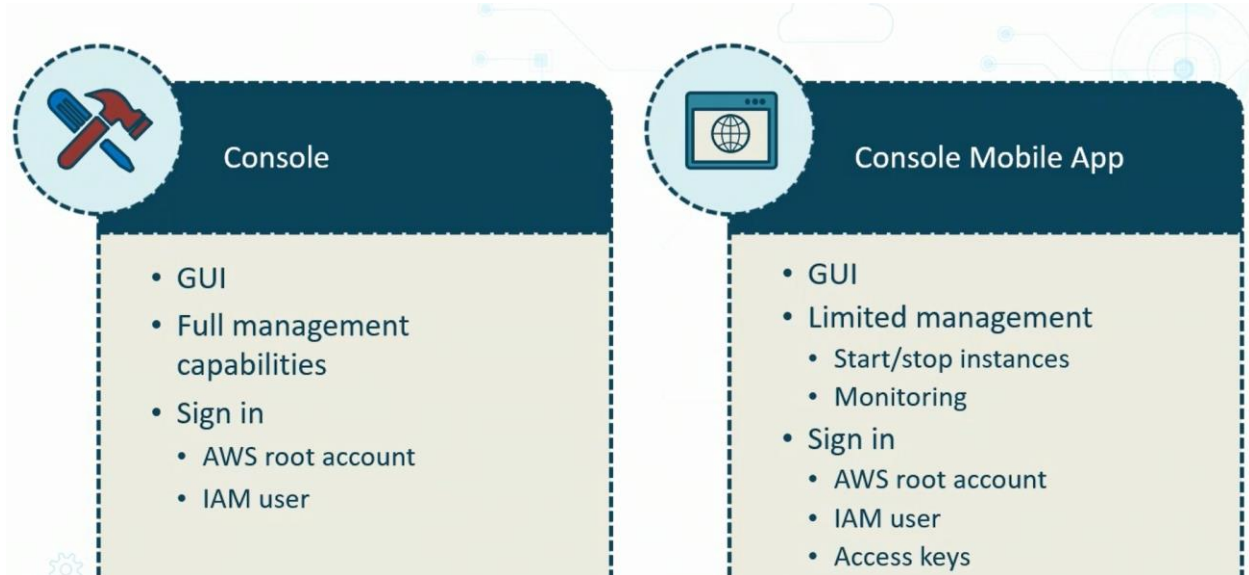 Console
• GUI
• Full management
capabilities
• Sign in
• AWS root account
• IAM user
Console Mobile App
• GUI
• Limited management
• Start/stop instances
• Monitoring
• Sign in
• AWS root account
• IAM user
• Access keys